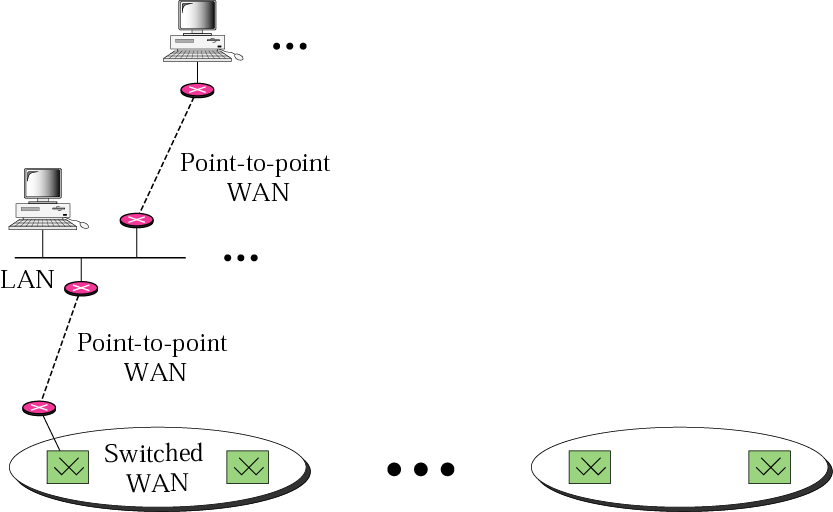 Point-to-point
WAN
LAN
Point-to-point
WAN
Switched
WAN